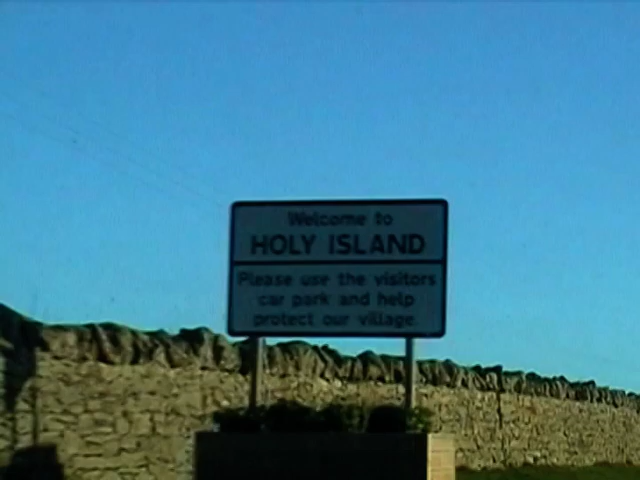 Welcome to
HOLY ISLAND
Please use the visitors
car park and help
protect our village